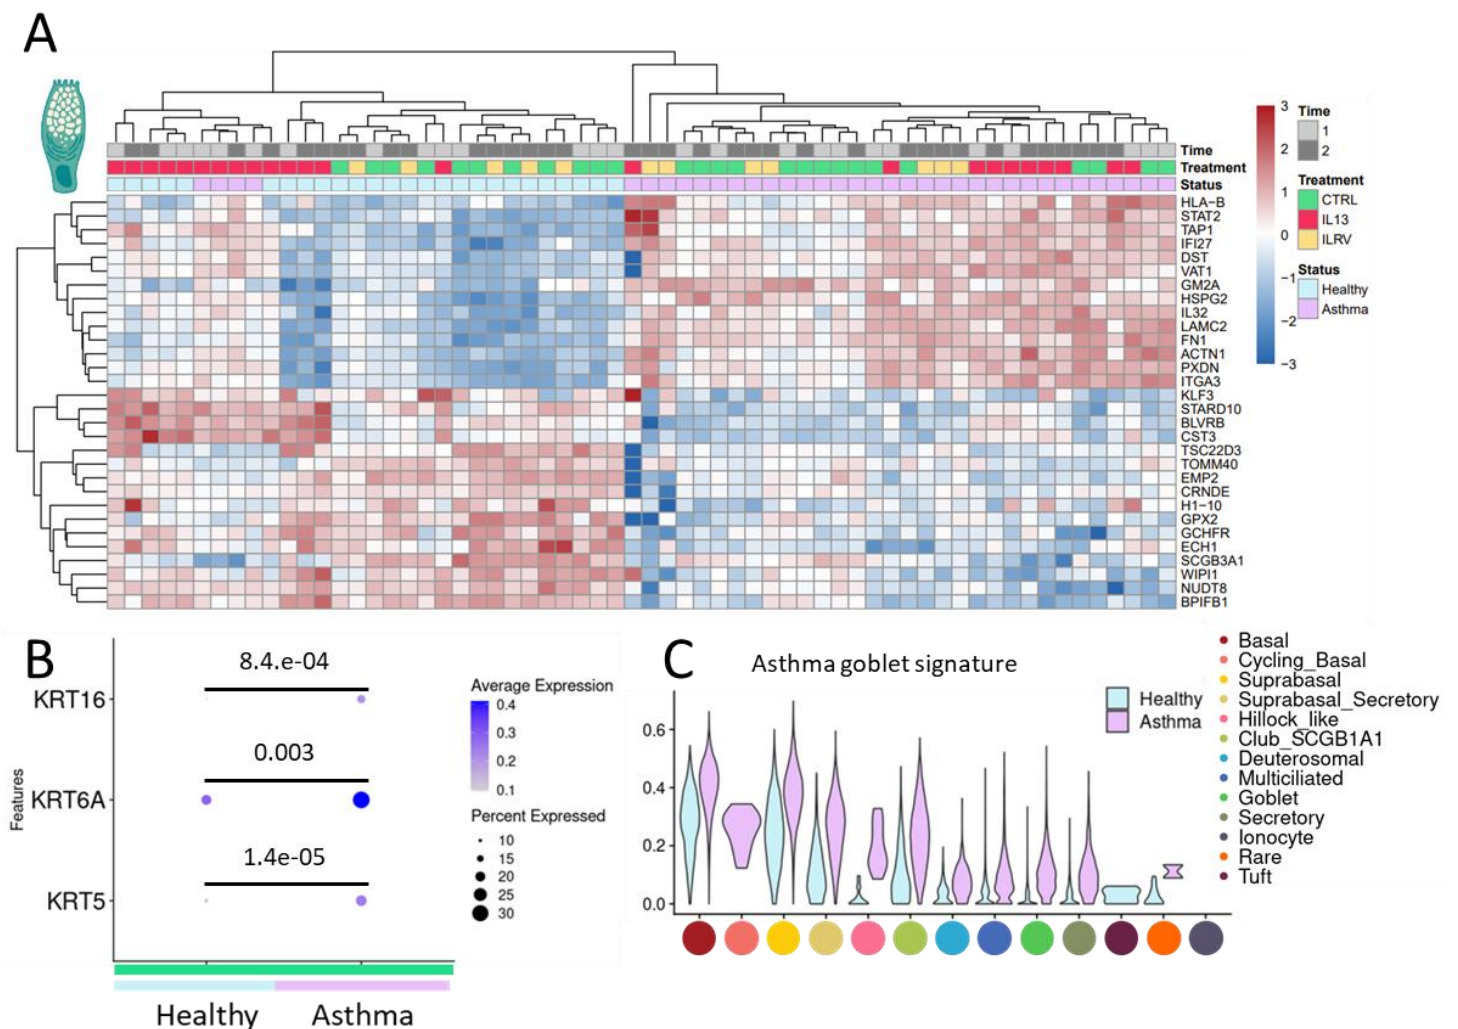 A
3
2
1
0
−1
−2
−3
Time
1
2
Treatment
CTRL
IL13
ILRV
Status
Healthy
Asthma
Time
Treatment
Status
HLA−B
STAT2
TAP1
IFI27
DST
VAT1
GM2A
HSPG2
IL32
LAMC2
FN1
ACTN1
PXDN
ITGA3
KLF3
STARD10
BLVRB
CST3
TSC22D3
TOMM40
EMP2
CRNDE
H1−10
GPX2
GCHFR
ECH1
SCGB3A1
WIPI1
NUDT8
BPIFB1
B
8.4.e-04
KRT16
0.003
KRT6A
1.4e-05
KRT5
Features
Healthy
Asthma
Average Expression
0.4
0.3
0.2
0.1
Percent Expressed
10
15
20
25
30
C
Asthma goblet signature
Healthy
Asthma
0.6
0.4
0.2
0.0
Basal
Cycling_Basal
Suprabasal
Suprabasal_Secretory
Hillock_like
Club_SCGB1A1
Deuterosomal
Multiciliated
Goblet
Secretory
Ionocyte
Rare
Tuft